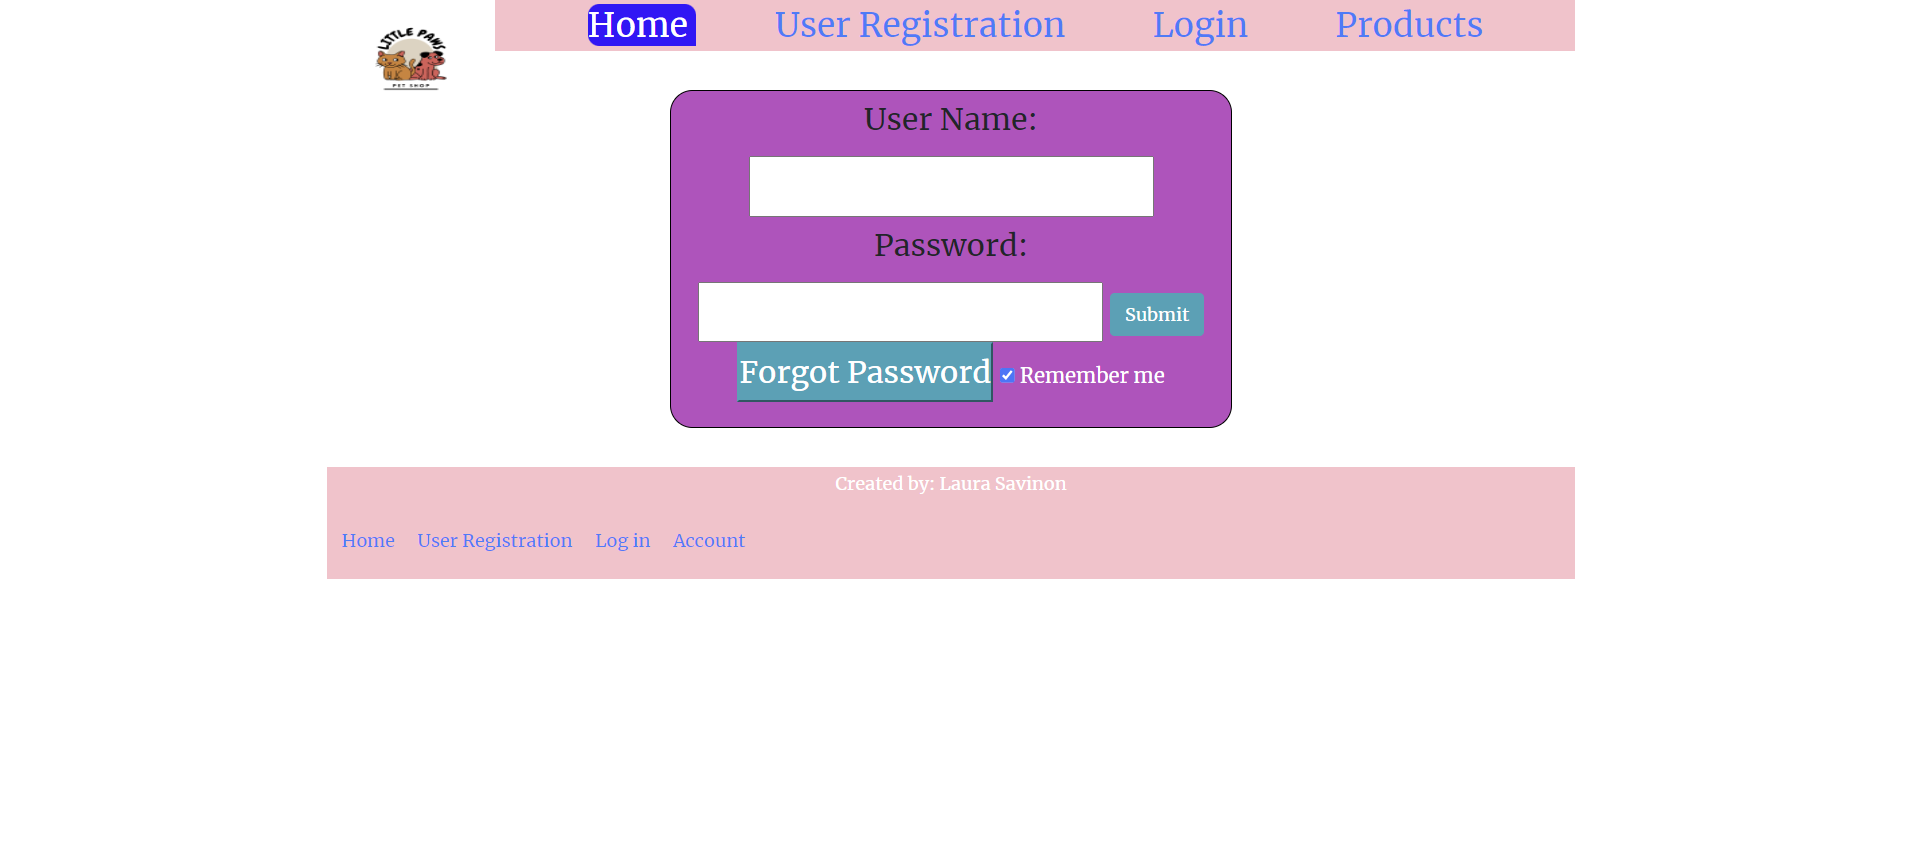 LITTLE PAWS
PET SHOP
Home User Registration Login Products
User Name:
Password:
Submit
Forgot Password Remember me
Created by: Laura Savinon
Home User Registration Log in Account